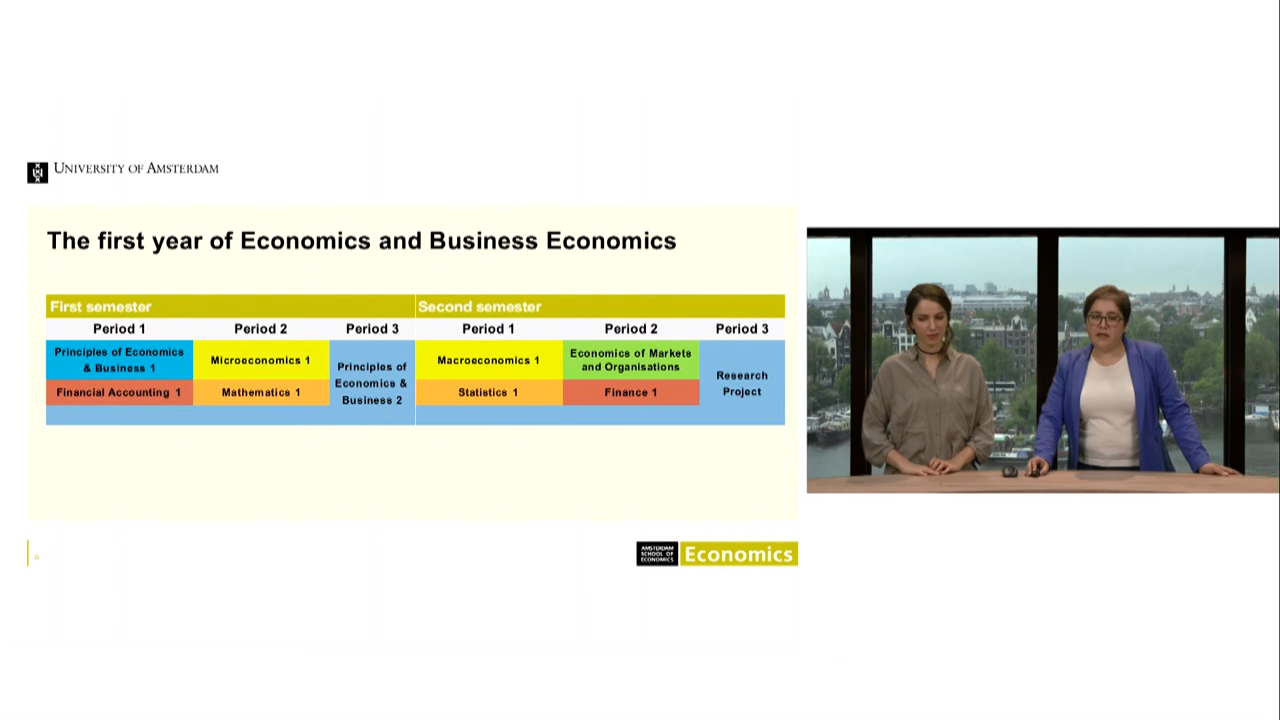 UNIVERSITY OF AMSTERDAM
The first year of Economics and Business Economics
First semester
Second semester
Period 1
Period 2
Period 3
Period 1
Period 2
Period 3
Principles of Economics
& Business 1
Microeconomics 1
Principles of
Economics &
Business 2
Macroeconomics 1
Economics of Markets
and Organisations
Research
Project
Financial Accounting 1
Mathematics 1
Statistics 1
Finance 1
AMSTERDAM
SCHOOL OF
ECONOMICS
Economics